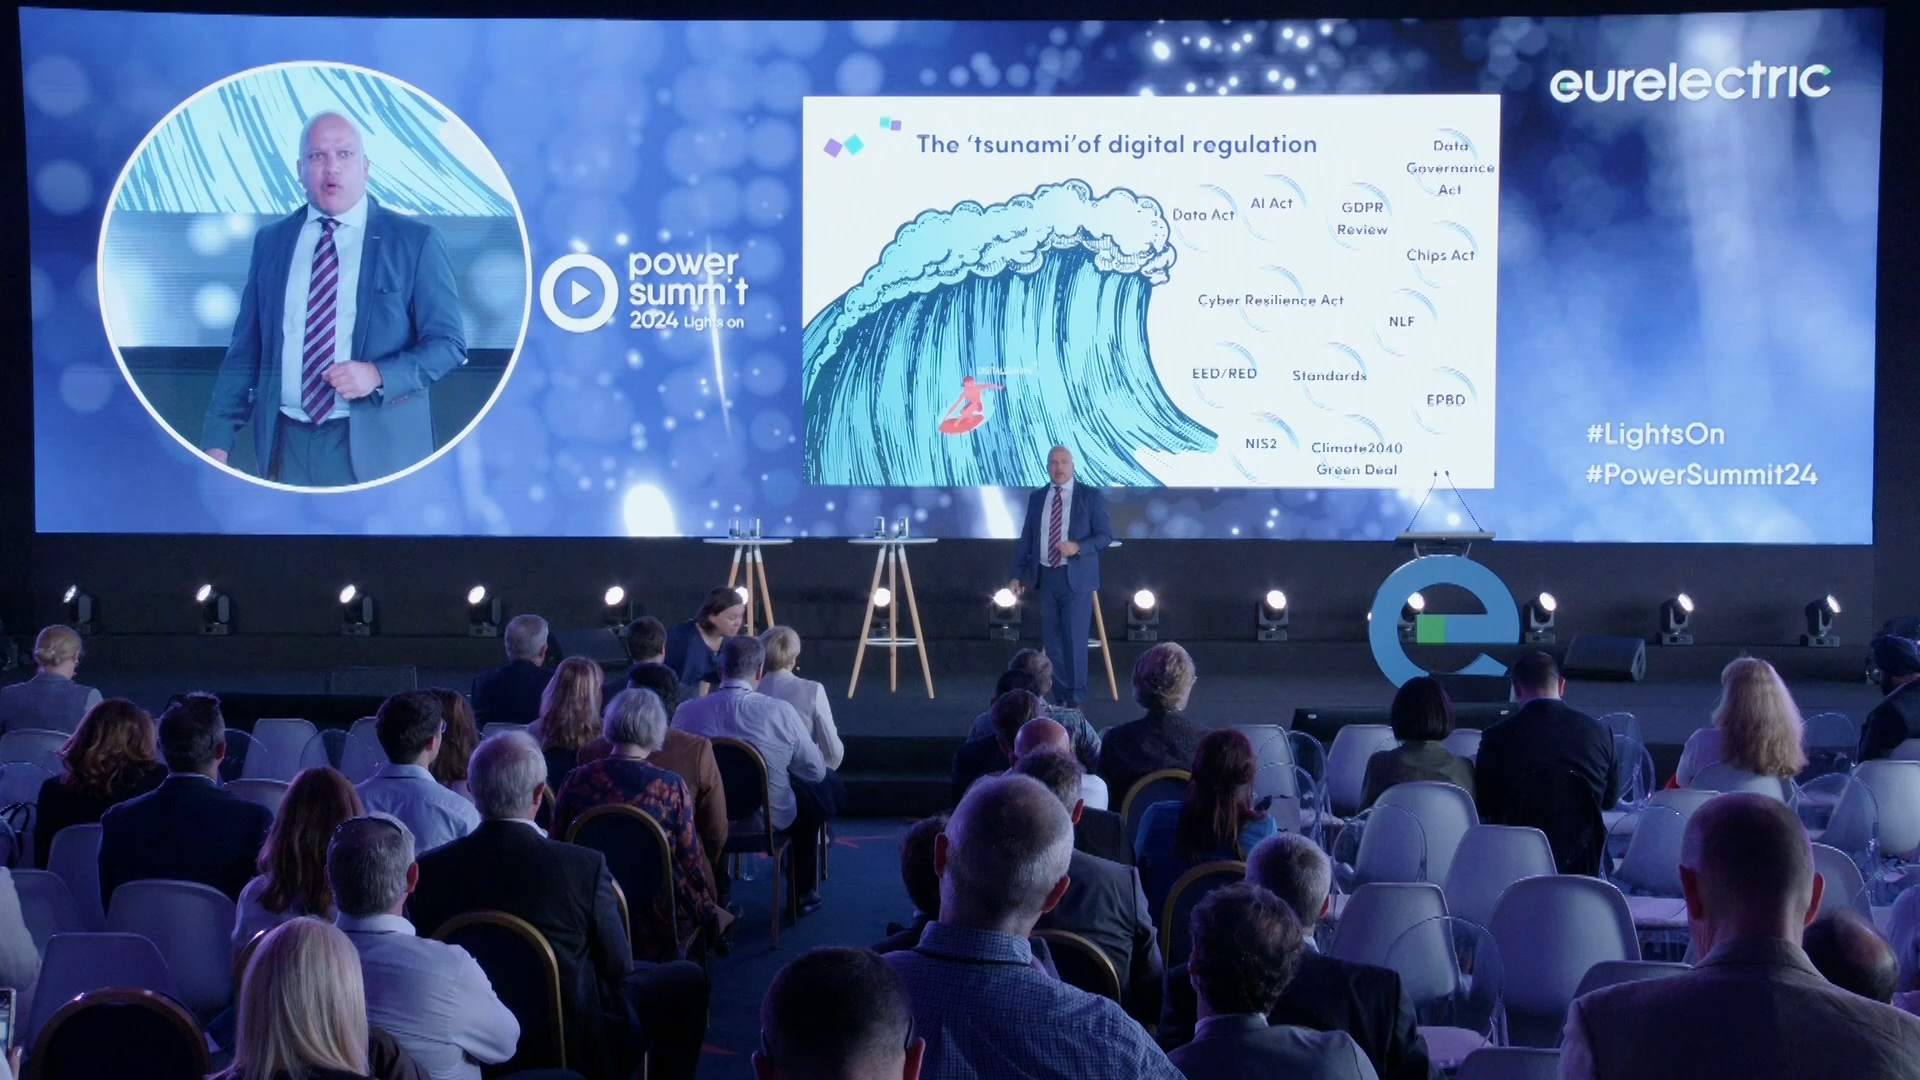 eurelectric
power
summit
2024 Lights on
The 'tsunami'of digital regulation
Data
Governance
Act
Data Act
AI Act
GDPR
Review
Chips Act
Cyber Resilience Act
NLF
EED/RED
Standards
EPBD
NIS2
Climate2040
Green Deal
DIGITALEUROPE
#LightsOn
#PowerSummit24
e